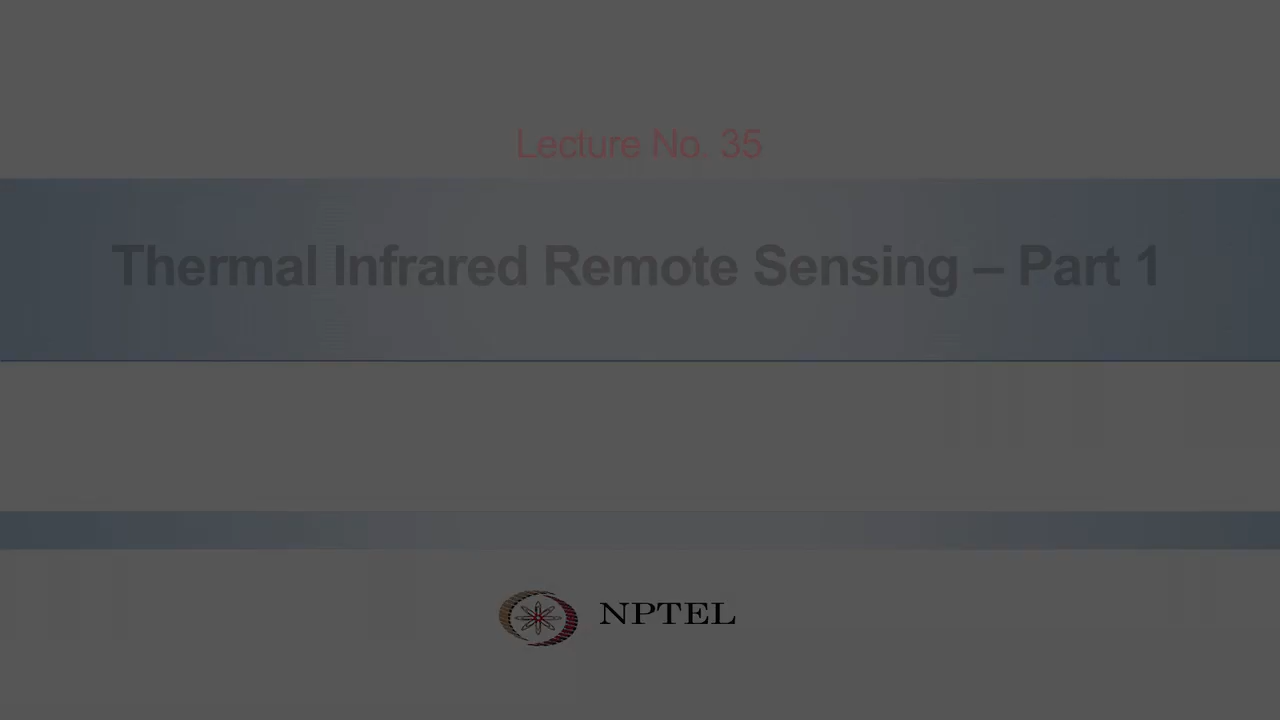 Lecture No. 35
Thermal Infrared Remote Sensing – Part 1
NPTEL